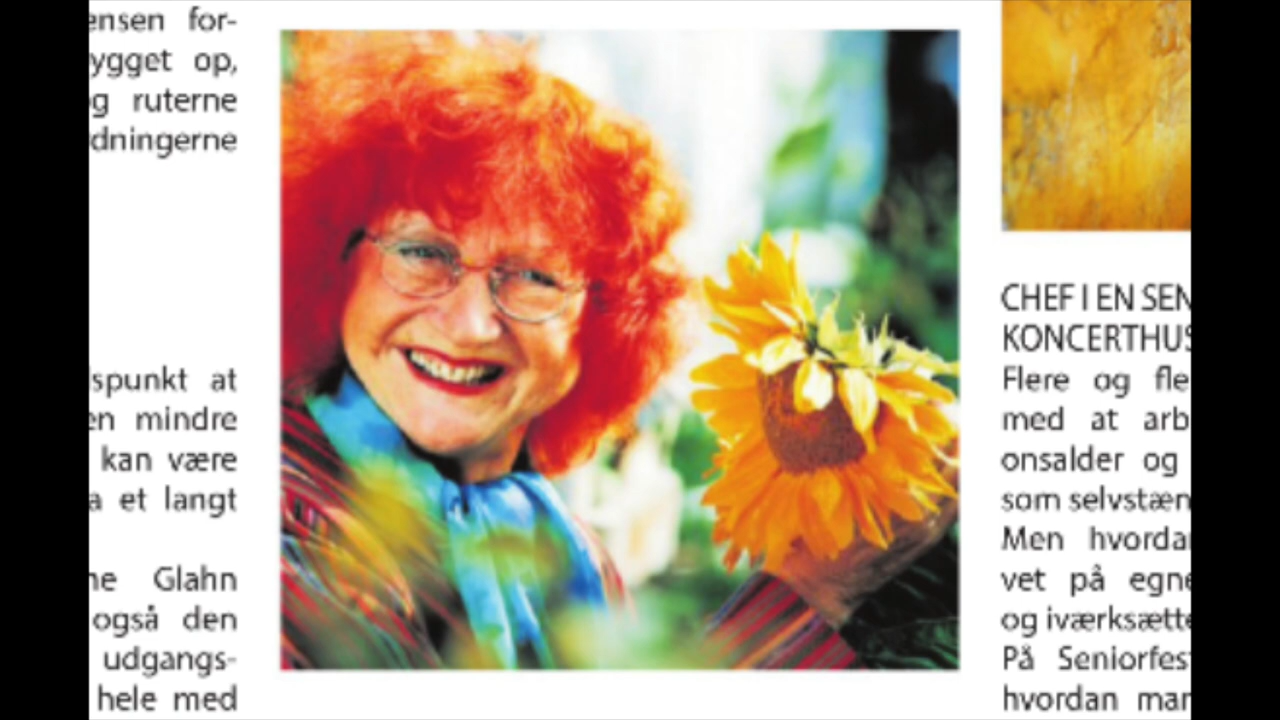 ensen for-
ygget op,
og ruterne
dningerne
spunkt at
en mindre
kan være
a et langt
ne Glahn
også den
udgangs-
hele med
CHEF I EN SEN
KONCERTHUS
Flere og fle
med at arb
onsalder og
som selvstæn
Men hvordan
vet på egne
og iværksætte
På Seniorfest
hvordan man